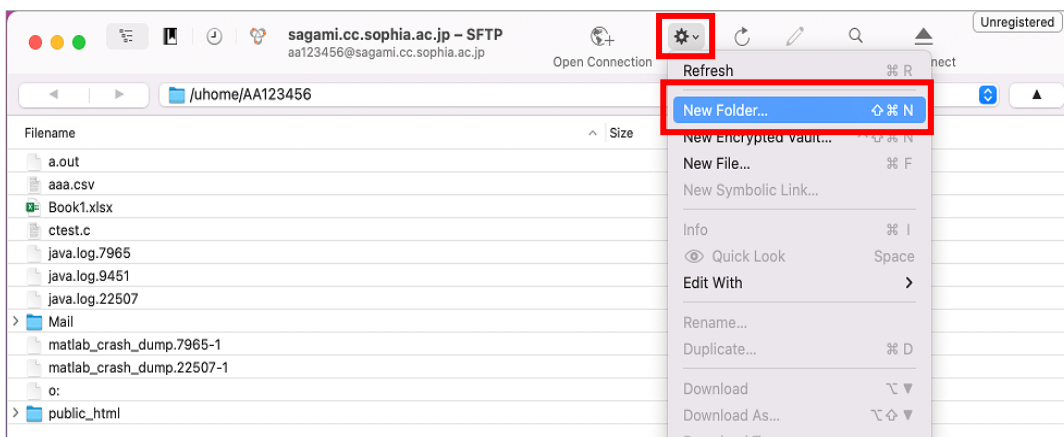 Unregistered
sagami.cc.sophia.ac.jp – SFTP
aa123456@sagami.cc.sophia.ac.jp
Open Connection
nect
/uhome/AA123456
Filename
Size
a.out
aaa.csv
Book1.xlsx
ctest.c
java.log.7965
java.log.9451
java.log.22507
Mail
matlab_crash_dump.7965-1
matlab_crash_dump.22507-1
o:
public_html
Refresh ⌘ R
New Folder... ⇧ ⌘ N
New Encrypted Vault... ⌥ ⇧ ⌘ N
New File... ⌘ F
New Symbolic Link...
Info ⌘ I
Quick Look Space
Edit With
Rename...
Duplicate... ⌘ D
Download ⌥ ▼
Download As... ⌥ ⇧ ▼